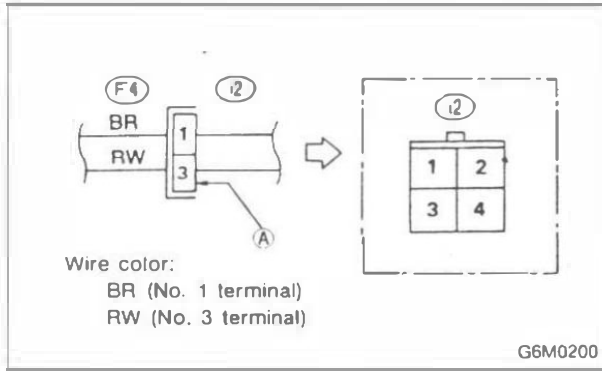 F4 i2
BR 1
RW 3
A
Wire color:
BR (No. 1 terminal)
RW (No. 3 terminal)
i2
1 2
3 4
G6M0200